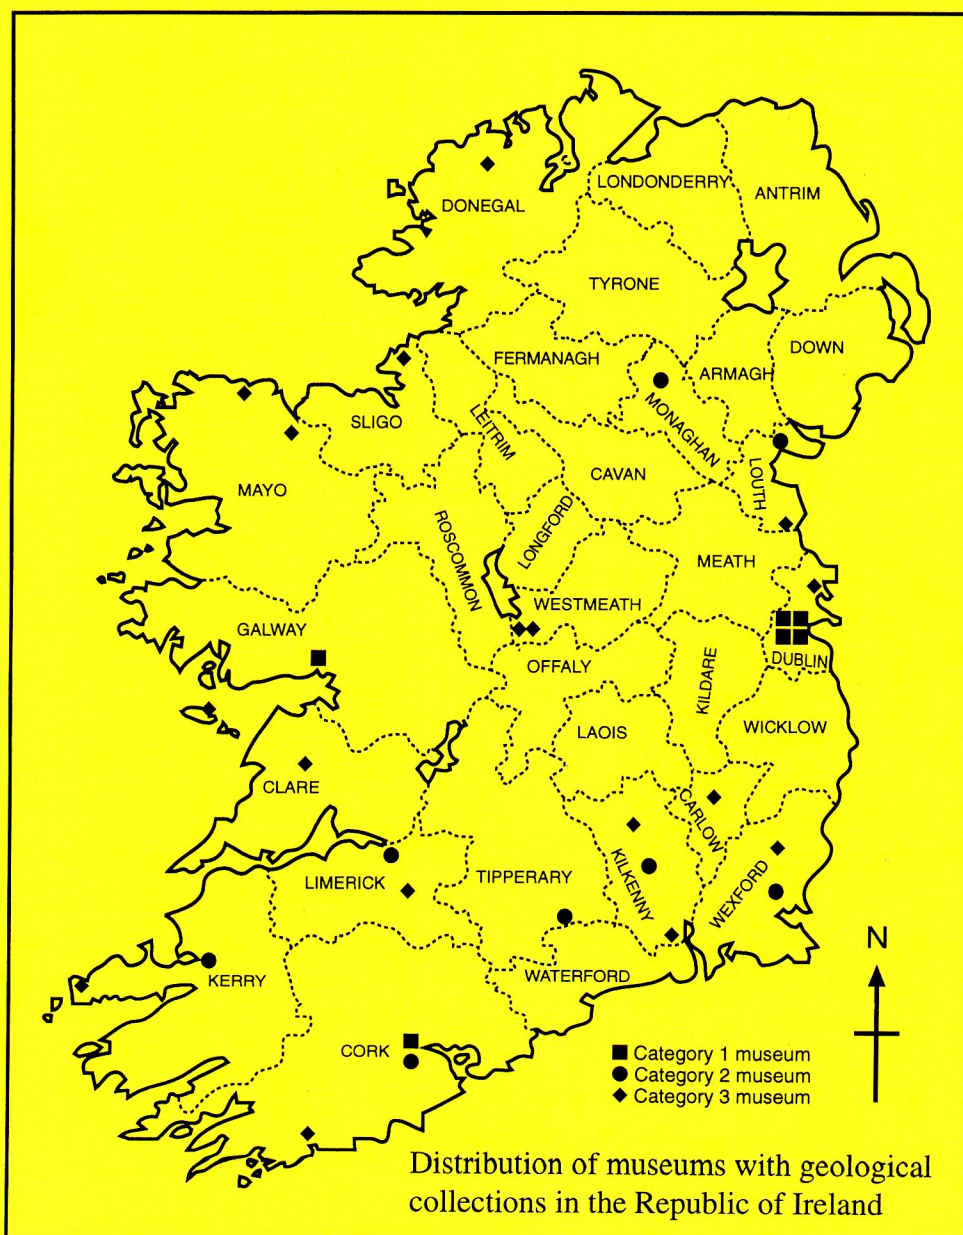 LONDONDERRY
ANTRIM
DONEGAL
TYRONE
DOWN
FERMANAGH
ARMAGH
MONAGHAN
SLIGO
LEITRIM
CAVAN
LOUTH
MAYO
ROSCOMMON
LONGFORD
MEATH
WESTMEATH
GALWAY
OFFALY
DUBLIN
KILDARE
LAOIS
WICKLOW
CLARE
CARLOW
LIMERICK
TIPPERARY
KILKENNY
WEXFORD
N
KERRY
WATERFORD
CORK
Category 1 museum
Category 2 museum
Category 3 museum
Distribution of museums with geological
collections in the Republic of Ireland